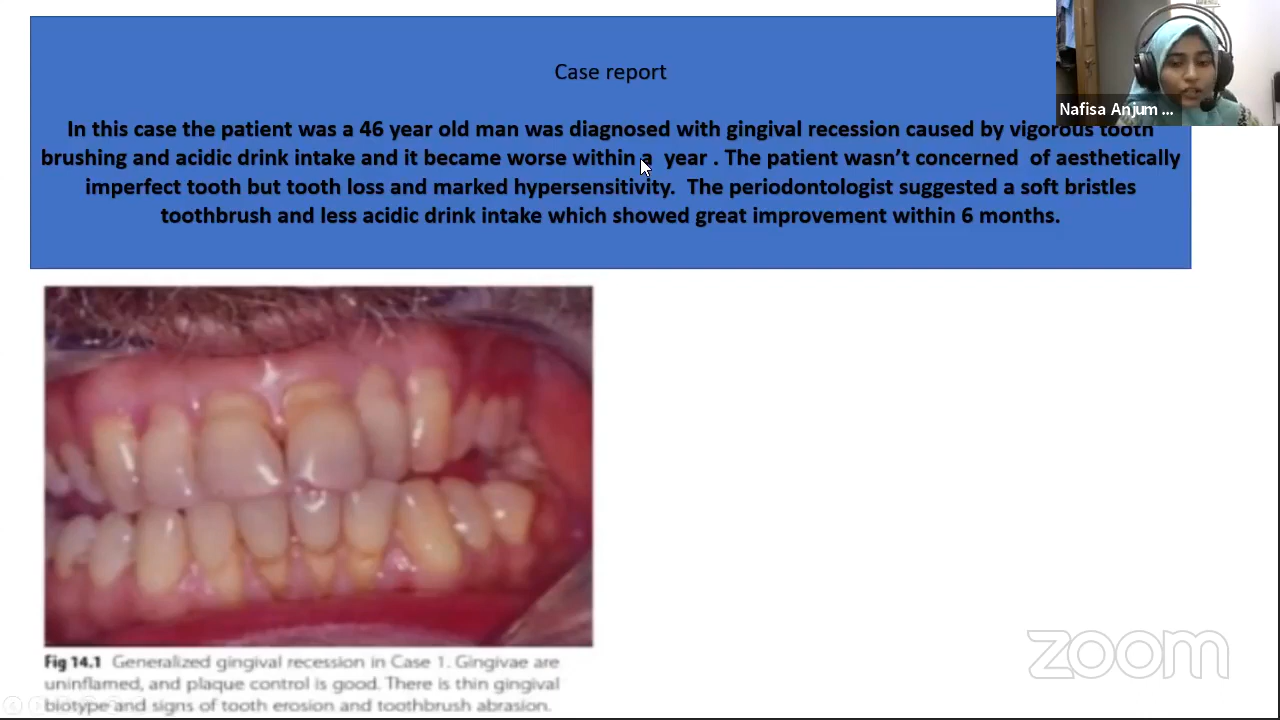 Case report
In this case the patient was a 46 year old man was diagnosed with gingival recession caused by vigorous tooth
brushing and acidic drink intake and it became worse within a year . The patient wasn’t concerned of aesthetically
imperfect tooth but tooth loss and marked hypersensitivity. The periodontologist suggested a soft bristles
toothbrush and less acidic drink intake which showed great improvement within 6 months.
Nafisa Anjum ...
Fig 14.1 Generalized gingival recession in Case 1. Gingivae are
uninflamed, and plaque control is good. There is thin gingival
biotype and signs of tooth erosion and toothbrush abrasion.
zoom